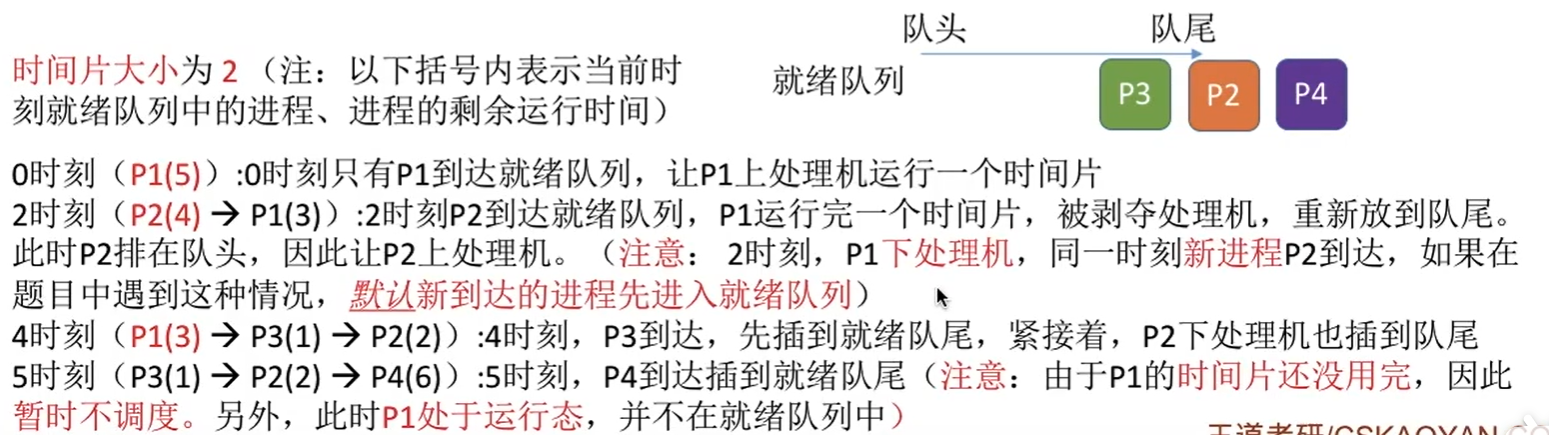 队头 队尾
时间片大小为 2 （注：以下括号内表示当前时
刻就绪队列中的进程、进程的剩余运行时间）
就绪队列
P3 P2 P4
0时刻（P1(5)）:0时刻只有P1到达就绪队列，让P1上处理机运行一个时间片
2时刻（P2(4) → P1(3)）:2时刻P2到达就绪队列，P1运行完一个时间片，被剥夺处理机，重新放到队尾。
此时P2排在队头，因此让P2上处理机。（注意： 2时刻，P1下处理机，同一时刻新进程P2到达，如果在
题目中遇到这种情况，默认新到达的进程先进入就绪队列）
4时刻（P1(3) → P3(1) → P2(2)）:4时刻，P3到达，先插到就绪队尾，紧接着，P2下处理机也插到队尾
5时刻（P3(1) → P2(2) → P4(6)）:5时刻，P4到达插到就绪队尾（注意：由于P1的时间片还没用完，因此
暂时不调度。另外，此时P1处于运行态，并不在就绪队列中）
王道考研/CSKAOYAN